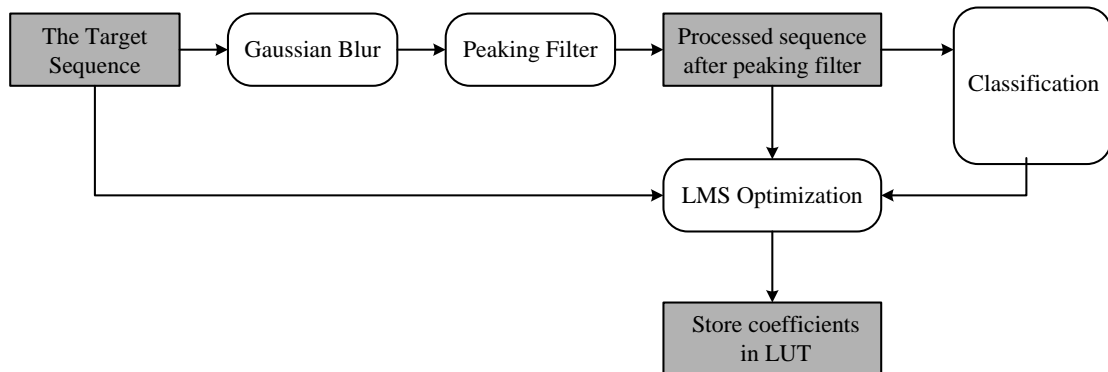 The Target
Sequence
Gaussian Blur
Peaking Filter
Processed sequence
after peaking filter
Classification
LMS Optimization
Store coefficients
in LUT